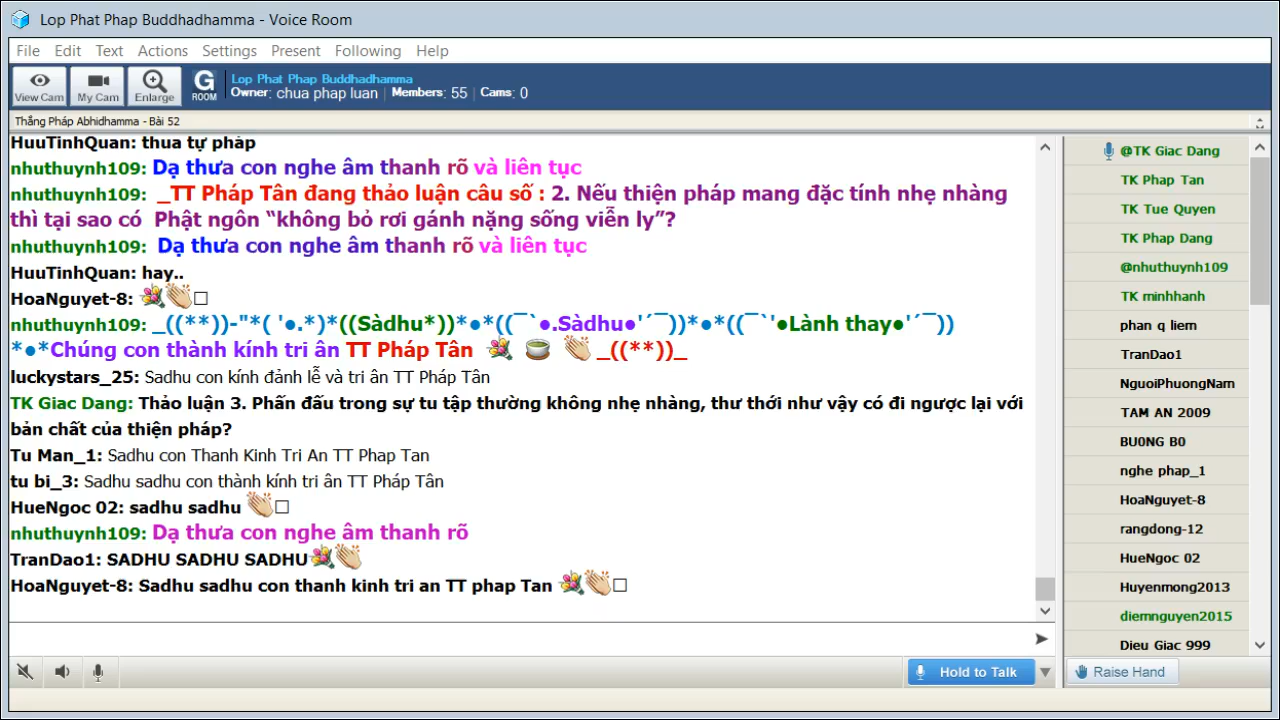 Lop Phat Phap Buddhadhamma - Voice Room
File Edit Text Actions Settings Present Following Help
View Cam My Cam Enlarge G ROOM
Lop Phat Phap Buddhadhamma
Owner: chua phap luan | Members: 55 | Cams: 0
Thắng Pháp Abhidhamma - Bài 52
HuuTinhQuan: thua tự pháp
nhuthuynh109: Dạ thưa con nghe âm thanh rõ và liên tục
nhuthuynh109: _TT Pháp Tân đang thảo luận câu số : 2. Nếu thiện pháp mang đặc tính nhẹ nhàng
thì tại sao có Phật ngôn “không bỏ rơi gánh nặng sống viễn ly”?
nhuthuynh109: Dạ thưa con nghe âm thanh rõ và liên tục
HuuTinhQuan: hay..
HoaNguyet-8: 💐👏□
nhuthuynh109: _((**))-"*( '●.*)*((Sàdhu*))*●*((¯`●.Sàdhu●'´¯))*●*((¯`'●Lành thay●'´¯))
*●*Chúng con thành kính tri ân TT Pháp Tân 💐 🍵 👏 _((**))_
luckystars_25: Sadhu con kính đảnh lễ và tri ân TT Pháp Tân
TK Giac Dang: Thảo luận 3. Phấn đấu trong sự tu tập thường không nhẹ nhàng, thư thới như vậy có đi ngược lại với
bản chất của thiện pháp?
Tu Man_1: Sadhu con Thanh Kinh Tri An TT Phap Tan
tu bi_3: Sadhu sadhu con thành kính tri ân TT Pháp Tân
HueNgoc 02: sadhu sadhu 👏□
nhuthuynh109: Dạ thưa con nghe âm thanh rõ
TranDao1: SADHU SADHU SADHU💐👏
HoaNguyet-8: Sadhu sadhu con thanh kinh tri an TT phap Tan 💐👏□
@TK Giac Dang
TK Phap Tan
TK Tue Quyen
TK Phap Dang
@nhuthuynh109
TK minhhanh
phan q liem
TranDao1
NguoiPhuongNam
TAM AN 2009
BU0NG B0
nghe phap_1
HoaNguyet-8
rangdong-12
HueNgoc 02
Huyenmong2013
diemnguyen2015
Dieu Giac 999
Hold to Talk
Raise Hand